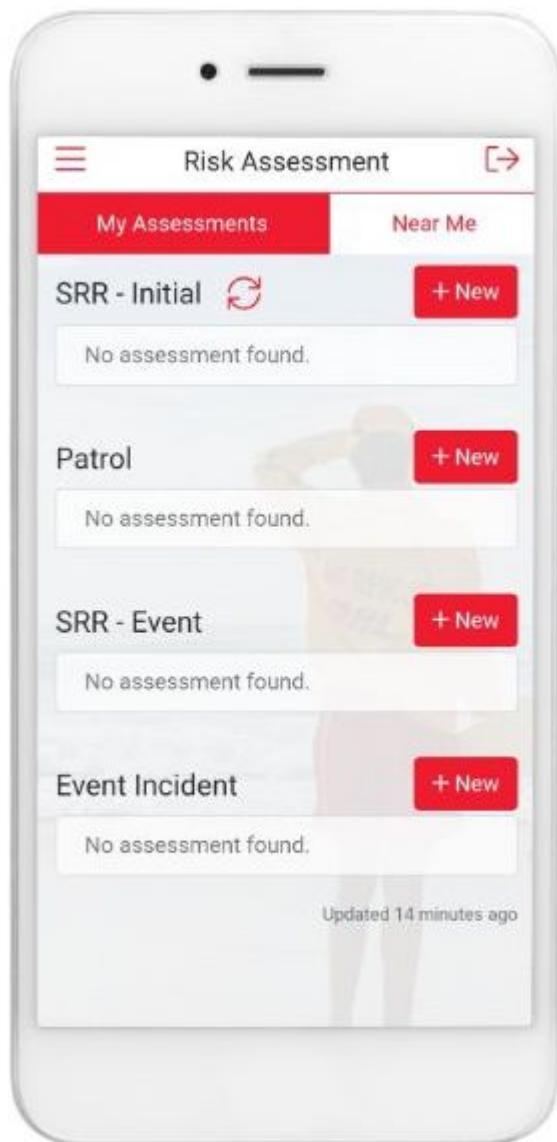 Risk Assessment
My Assessments Near Me
SRR - Initial + New
No assessment found.
Patrol + New
No assessment found.
SRR - Event + New
No assessment found.
Event Incident + New
No assessment found.
Updated 14 minutes ago